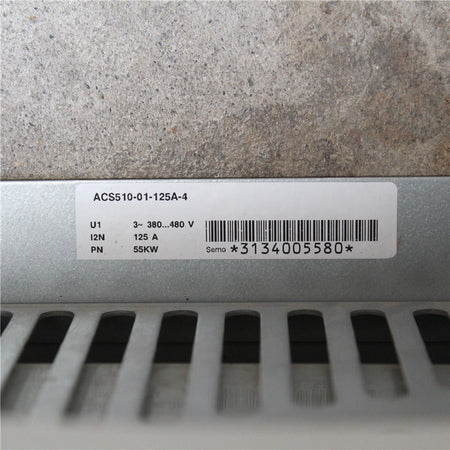 ACS510-01-125A-4
U1 3~ 380...480 V
I2N 125 A
PN 55KW
Semo *3134005580*